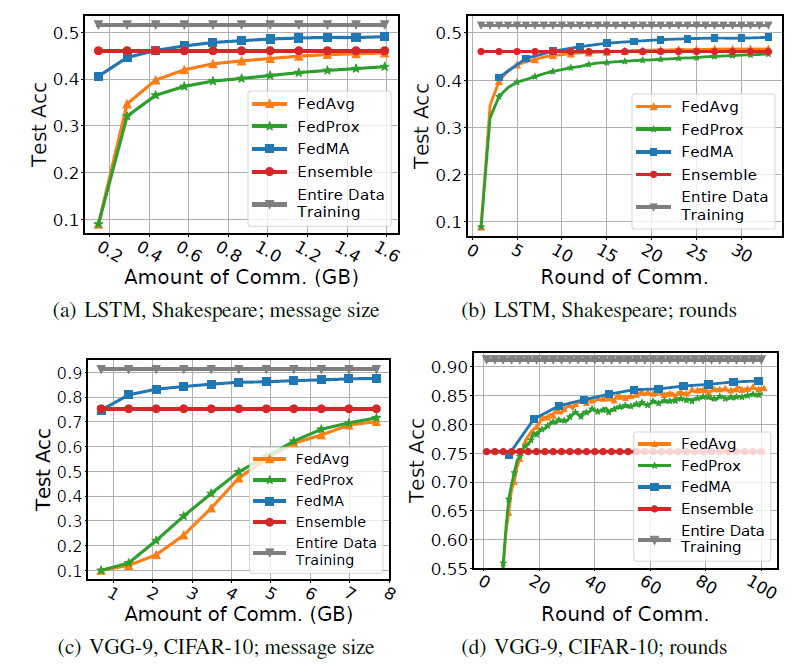 0.5
0.4
0.3
0.2
0.1
Test Acc
FedAvg
FedProx
FedMA
Ensemble
Entire Data
Training
0.2 0.4 0.6 0.8 1.0 1.2 1.4 1.6
Amount of Comm. (GB)
(a) LSTM, Shakespeare; message size
0.5
0.4
0.3
0.2
0.1
Test Acc
FedAvg
FedProx
FedMA
Ensemble
Entire Data
Training
0 5 10 15 20 25 30
Round of Comm.
(b) LSTM, Shakespeare; rounds
0.9
0.8
0.7
0.6
0.5
0.4
0.3
0.2
0.1
Test Acc
FedAvg
FedProx
FedMA
Ensemble
Entire Data
Training
1 2 3 4 5 6 7 8
Amount of Comm. (GB)
(c) VGG-9, CIFAR-10; message size
0.90
0.85
0.80
0.75
0.70
0.65
0.60
0.55
Test Acc
FedAvg
FedProx
FedMA
Ensemble
Entire Data
Training
0 20 40 60 80 100
Round of Comm.
(d) VGG-9, CIFAR-10; rounds